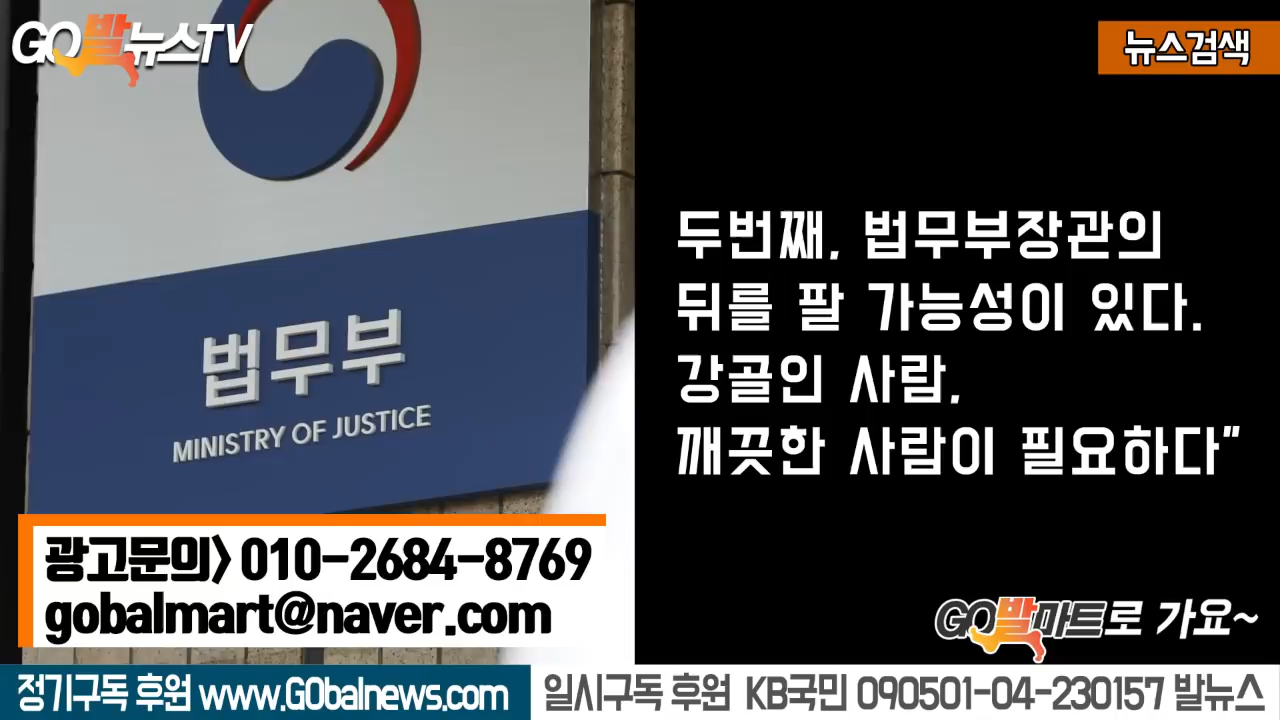 GO발뉴스TV
뉴스검색
법무부
MINISTRY OF JUSTICE
두번째, 법무부장관의
뒤를 팔 가능성이 있다.
강골인 사람,
깨끗한 사람이 필요하다”
광고문의> 010-2684-8769
gobalmart@naver.com
GO발마트로 가요~
정기구독 후원 www.GObalnews.com
일시구독 후원 KB국민 090501-04-230157 발뉴스